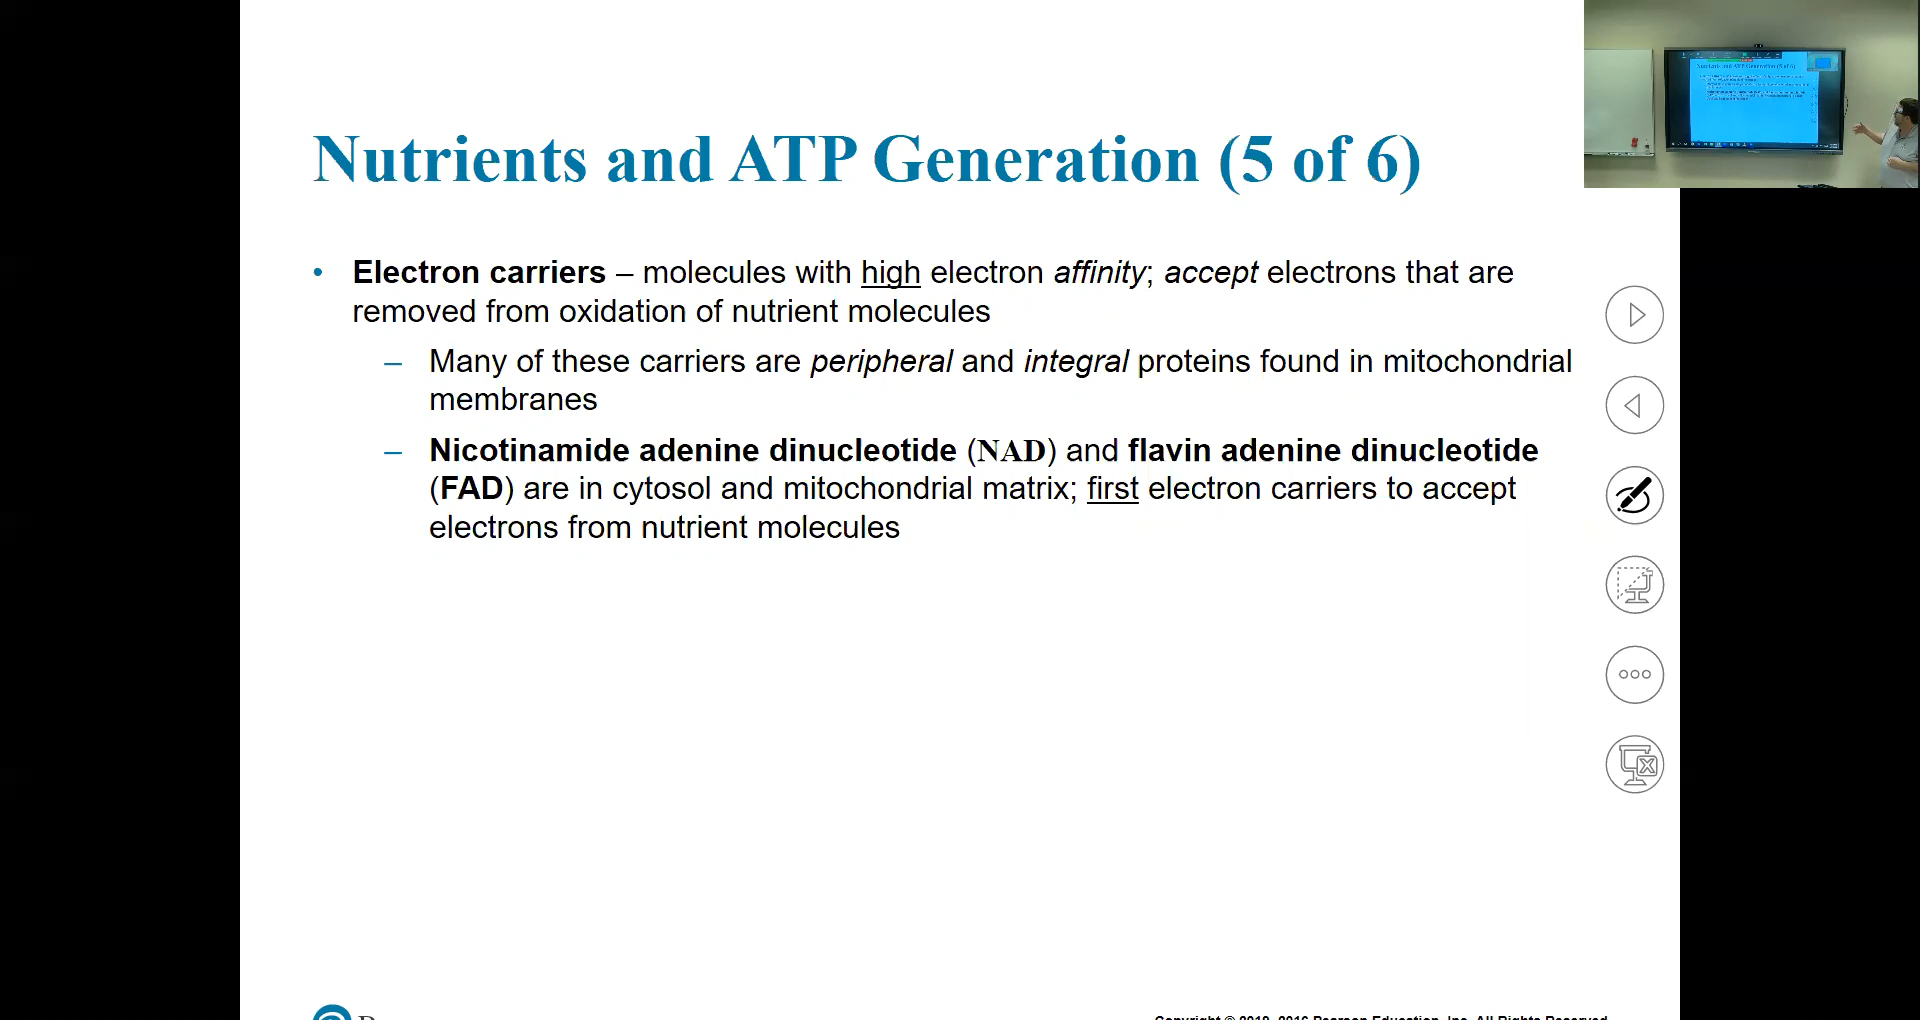 Nutrients and ATP Generation (5 of 6)
• Electron carriers – molecules with high electron affinity; accept electrons that are
removed from oxidation of nutrient molecules
– Many of these carriers are peripheral and integral proteins found in mitochondrial
membranes
– Nicotinamide adenine dinucleotide (NAD) and flavin adenine dinucleotide
(FAD) are in cytosol and mitochondrial matrix; first electron carriers to accept
electrons from nutrient molecules
Copyright © 2019, 2016 Pearson Education, Inc. All Rights Reserved